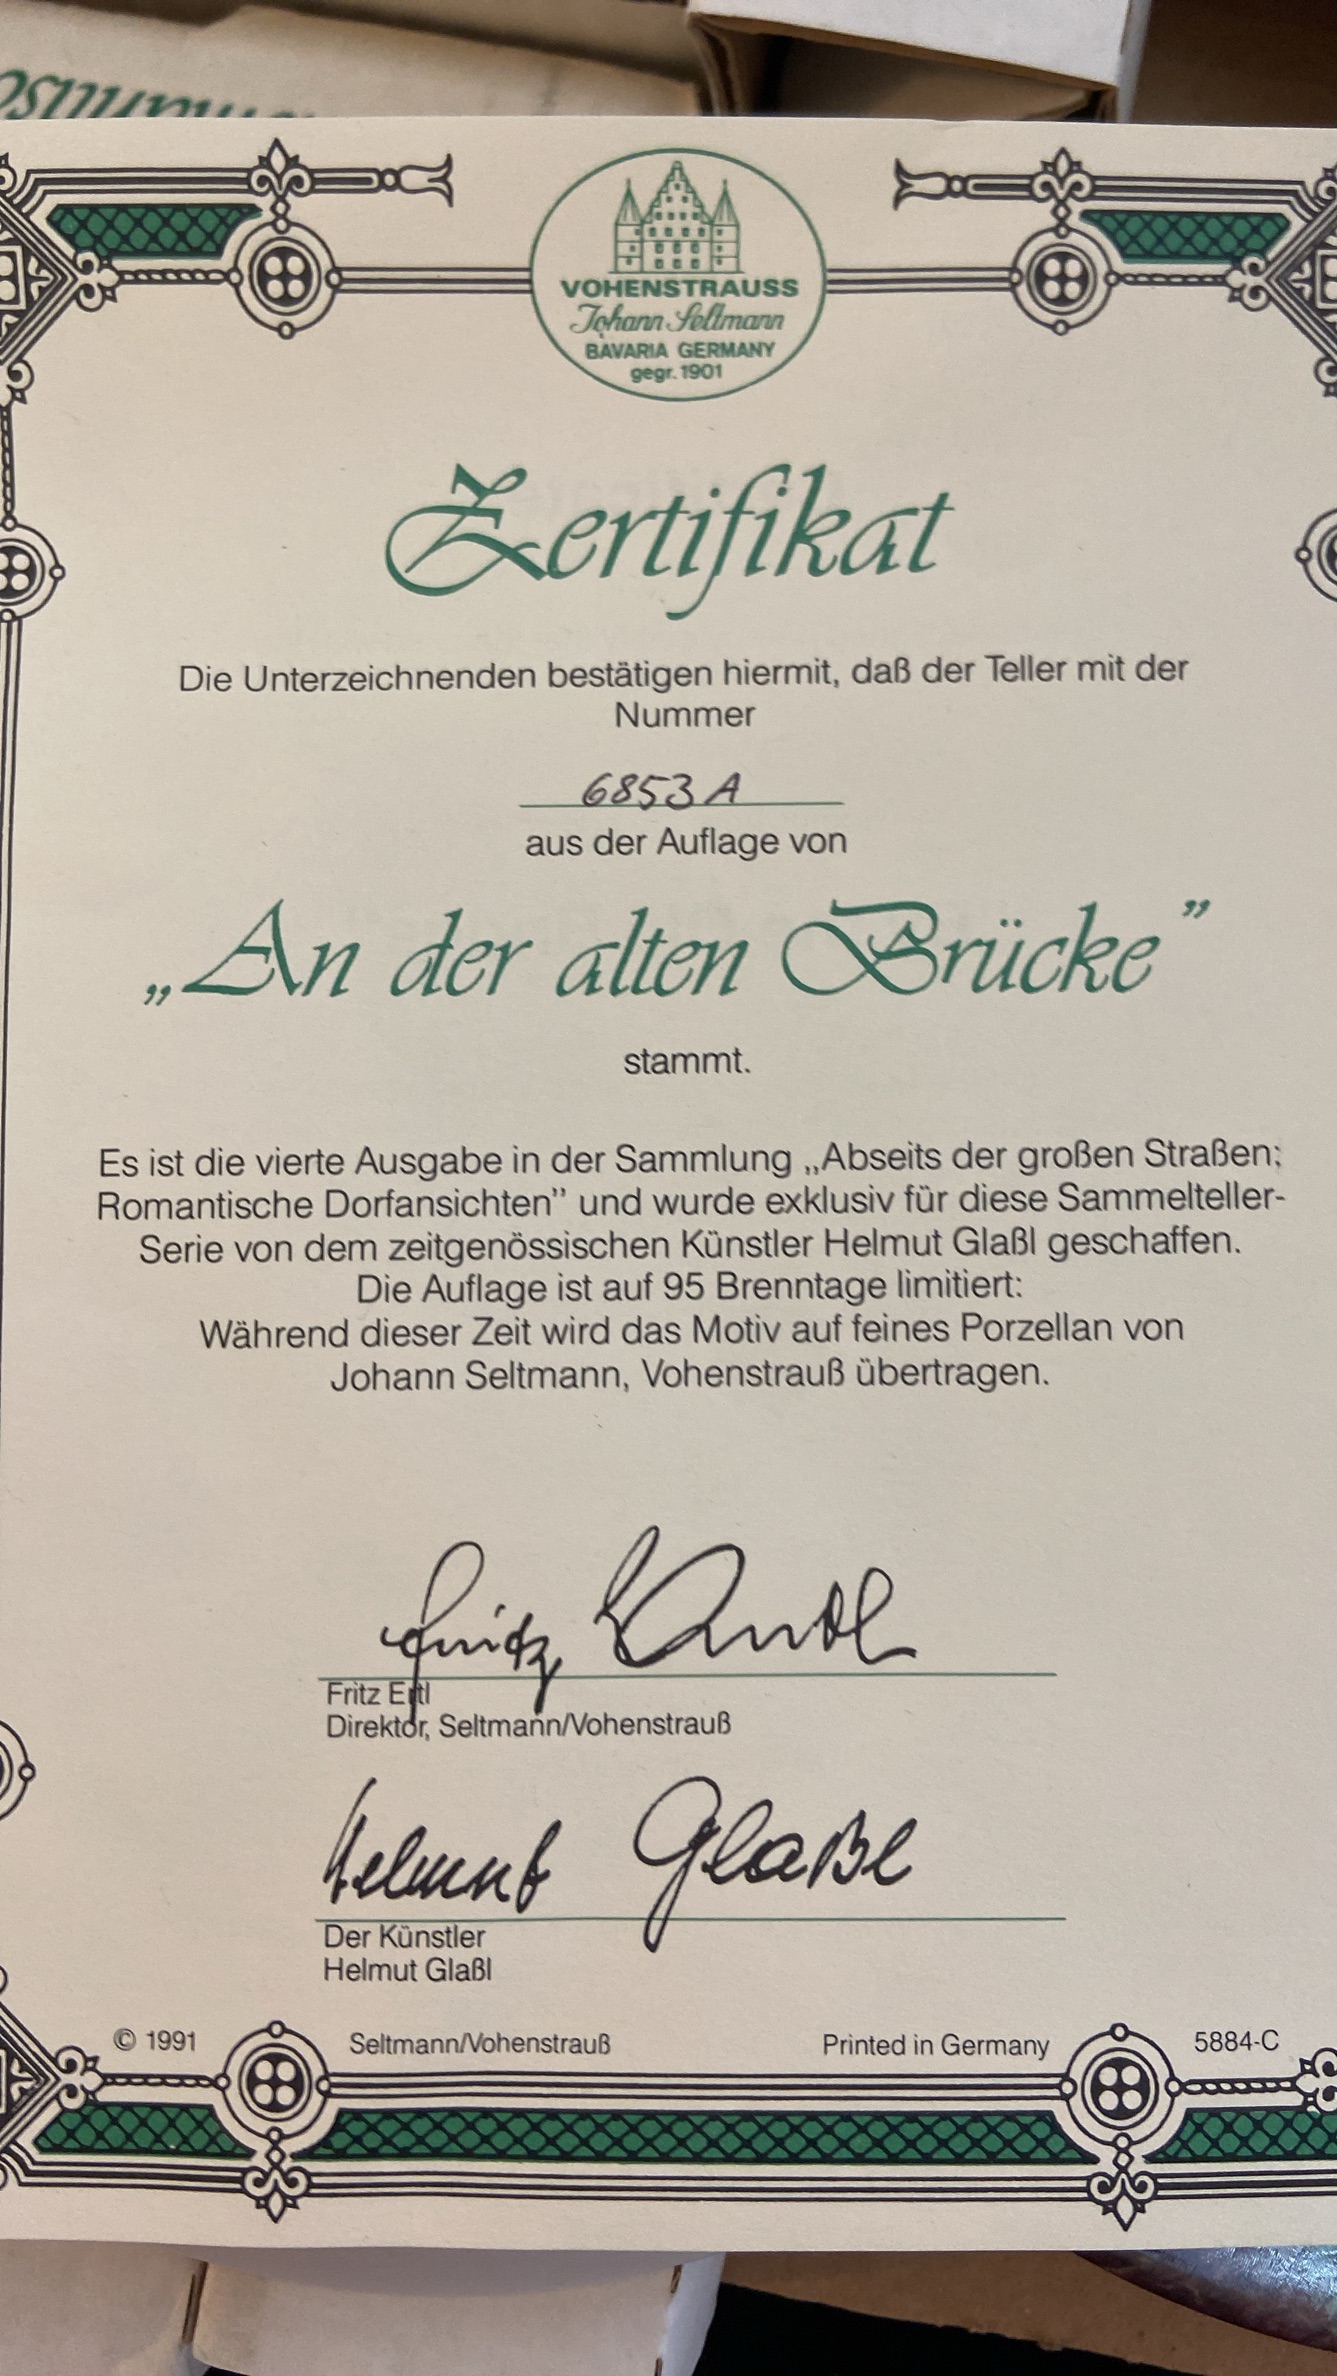 VOHENSTRAUSS
Johann Seltmann
BAVARIA GERMANY
gegr. 1901
Zertifikat
Die Unterzeichnenden bestätigen hiermit, daß der Teller mit der
Nummer
6853 A
aus der Auflage von
„An der alten Brücke”
stammt.
Es ist die vierte Ausgabe in der Sammlung „Abseits der großen Straßen:
Romantische Dorfansichten” und wurde exklusiv für diese Sammelteller-
Serie von dem zeitgenössischen Künstler Helmut Glaßl geschaffen.
Die Auflage ist auf 95 Brenntage limitiert:
Während dieser Zeit wird das Motiv auf feines Porzellan von
Johann Seltmann, Vohenstrauß übertragen.
Fritz Ertl
Fritz Ertl
Direktor, Seltmann/Vohenstrauß
Helmut Glaßl
Der Künstler
Helmut Glaßl
© 1991 Seltmann/Vohenstrauß Printed in Germany 5884-C